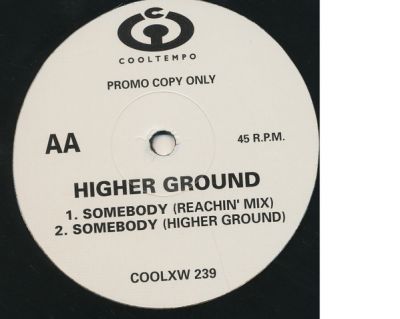 C
COOLTEMPO
PROMO COPY ONLY
AA
45 R.P.M.
HIGHER GROUND
1. SOMEBODY (REACHIN' MIX)
2. SOMEBODY (HIGHER GROUND)
COOLXW 239